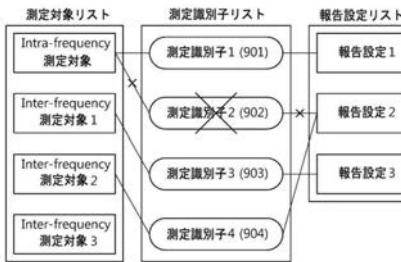 測定対象リスト
測定識別子リスト
報告設定リスト
Intra-frequency
測定対象
Inter-frequency
測定対象1
Inter-frequency
測定対象2
Inter-frequency
測定対象3
測定識別子1 (901)
測定識別子2 (902)
測定識別子3 (903)
測定識別子4 (904)
報告設定1
報告設定2
報告設定3